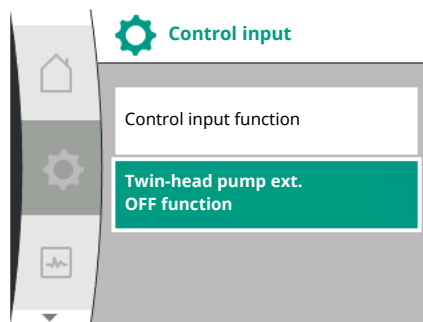 Control input
Control input function
Twin-head pump ext.
OFF function